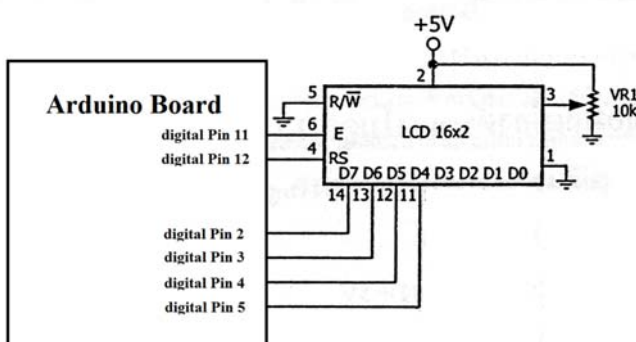 +5V
2
5
R/W̅
3
VR1
10k
Arduino Board
6
E
LCD 16x2
digital Pin 11
4
RS
1
digital Pin 12
D7 D6 D5 D4 D3 D2 D1 D0
14 13 12 11
digital Pin 2
digital Pin 3
digital Pin 4
digital Pin 5